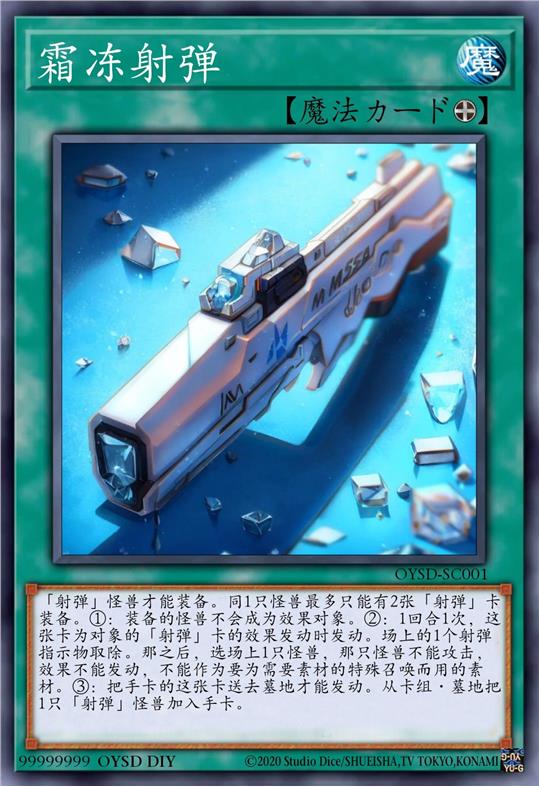 霜冻射弹
魔
【魔法カード】
M MSSA
OYSD-SC001
「射弹」怪兽才能装备。同1只怪兽最多只能有2张「射弹」卡
装备。①：装备的怪兽不会成为效果对象。②：1回合1次，这
张卡为对象的「射弹」卡的效果发动时发动。场上的1个射弹
指示物取除。那之后，选场上1只怪兽，那只怪兽不能攻击，
效果不能发动，不能作为要为需要素材的特殊召唤而用的素
材。③：把手卡的这张卡送去墓地才能发动。从卡组·墓地把
1只「射弹」怪兽加入手卡。
99999999 OYSD DIY
©2020 Studio Dice/SHUEISHA,TV TOKYO,KONAMI